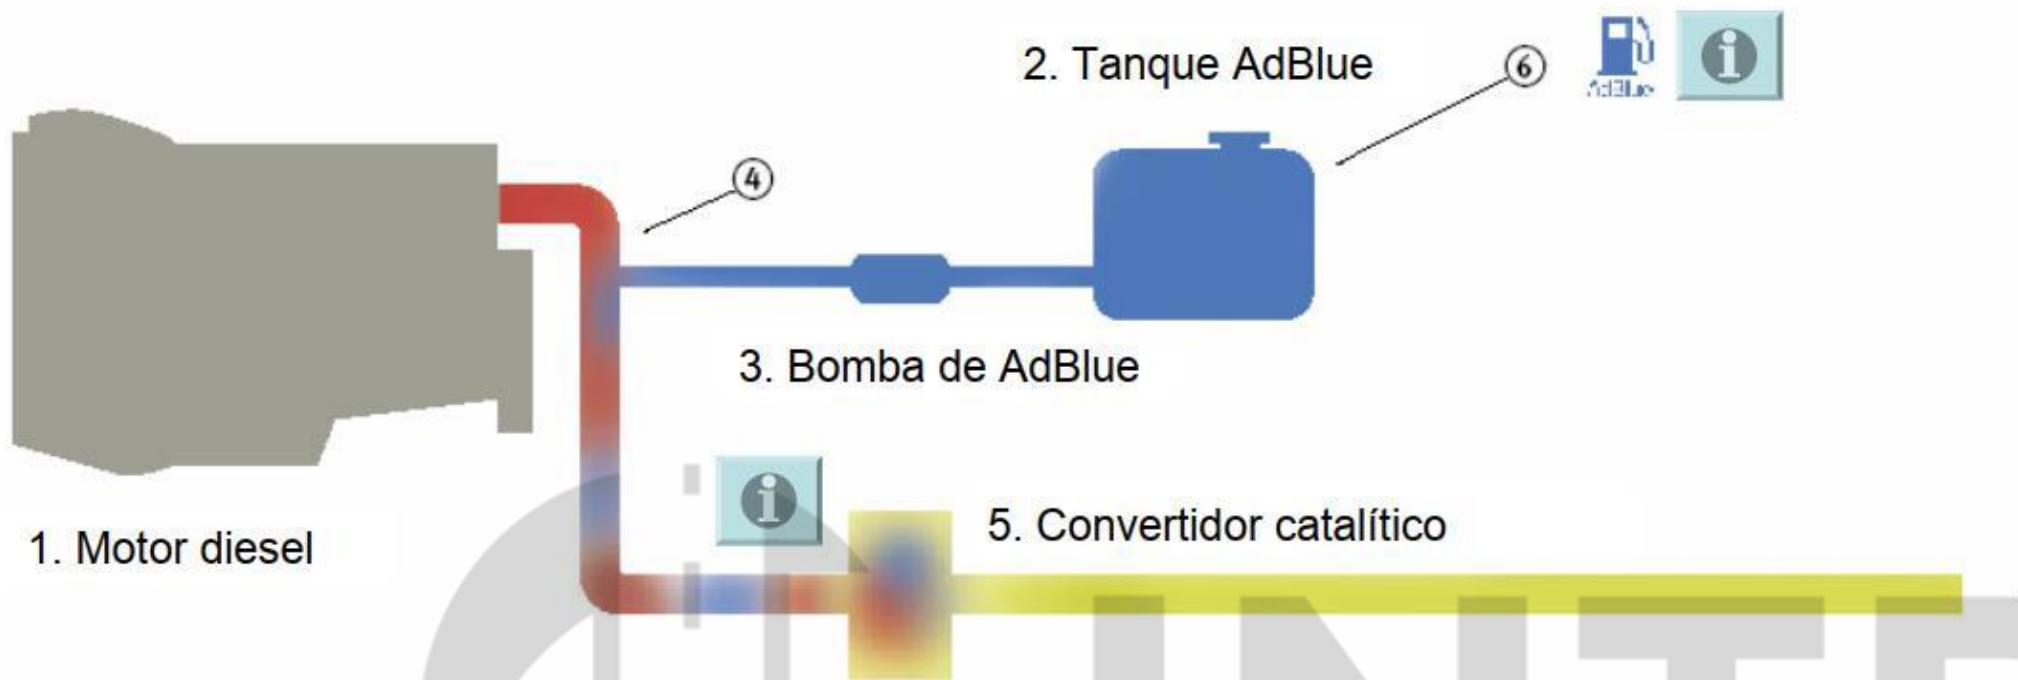 2. Tanque AdBlue
6
AdBlue
i
4
3. Bomba de AdBlue
i
5. Convertidor catalítico
1. Motor diesel